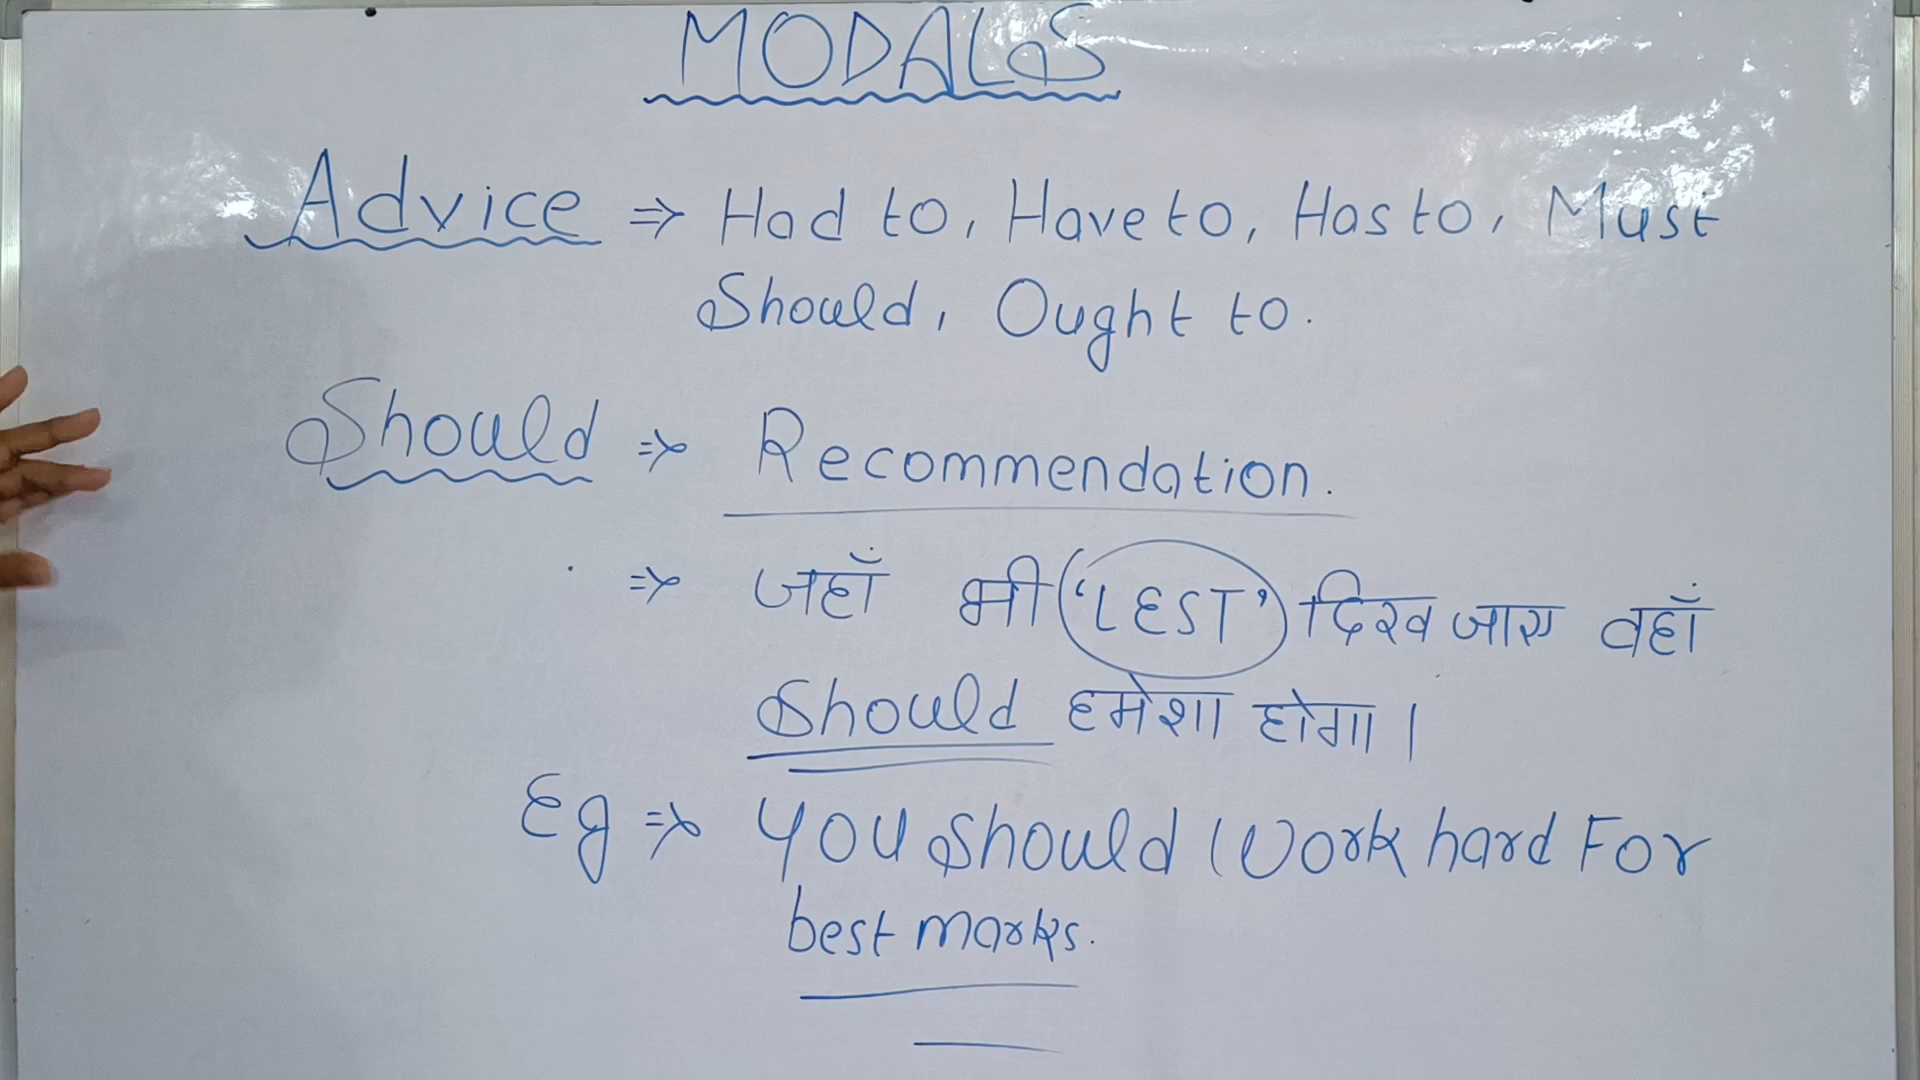 MODALS
Advice ⇒ Had to, Have to, Has to, Must
Should, Ought to.
Should ⇒ Recommendation.
⇒ जहाँ भी 'LEST' दिख जाए वहाँ
should हमेशा होगा।
Eg ⇒ You should work hard For
best marks.